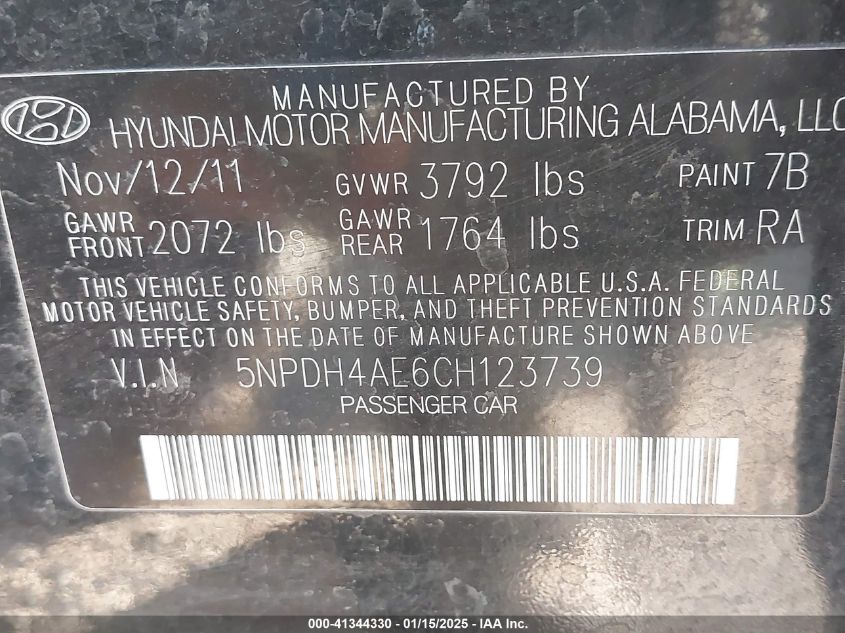 MANUFACTURED BY
HYUNDAI MOTOR MANUFACTURING ALABAMA, LLC
Nov/12/11 GVWR 3792 lbs PAINT 7B
GAWR FRONT 2072 lbs GAWR REAR 1764 lbs TRIM RA
THIS VEHICLE CONFORMS TO ALL APPLICABLE U.S.A. FEDERAL
MOTOR VEHICLE SAFETY, BUMPER, AND THEFT PREVENTION STANDARDS
IN EFFECT ON THE DATE OF MANUFACTURE SHOWN ABOVE
V.I.N 5NPDH4AE6CH123739
PASSENGER CAR
000-41344330 - 01/15/2025 - IAA Inc.